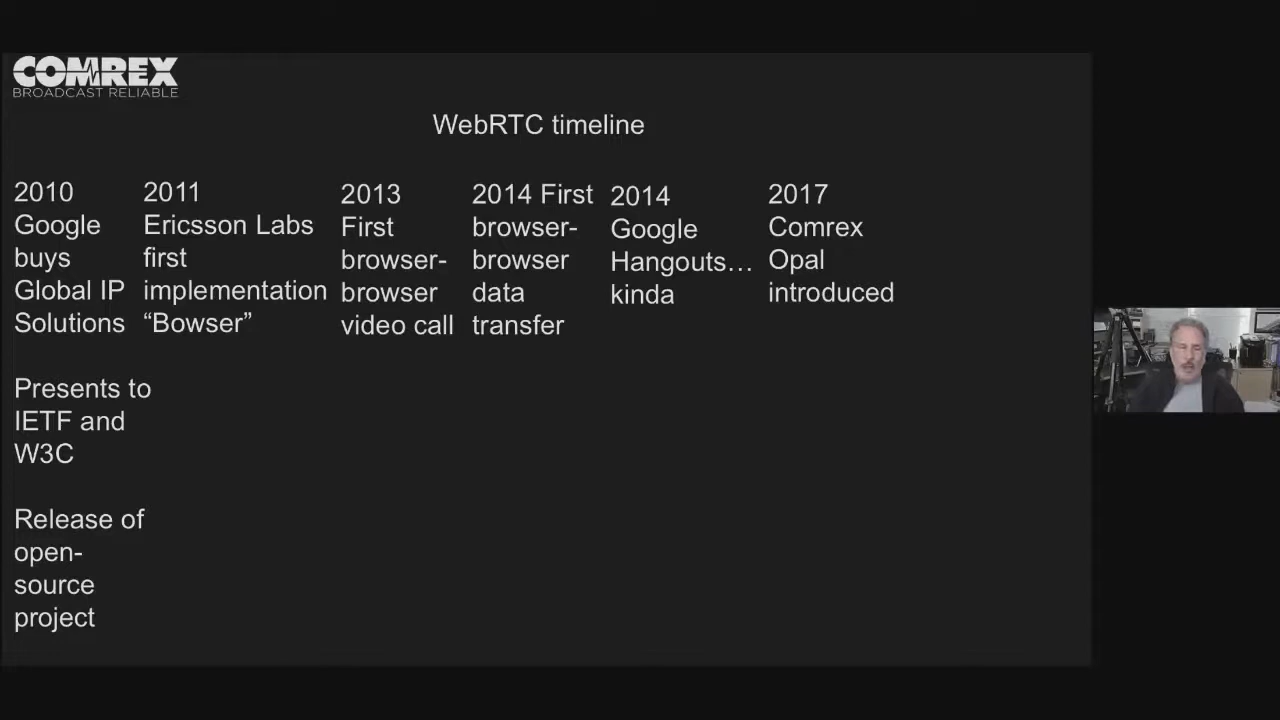 COMREX
BROADCAST RELIABLE
WebRTC timeline
2010
Google
buys
Global IP
Solutions
Presents to
IETF and
W3C
Release of
open-
source
project
2011
Ericsson Labs
first
implementation
“Bowser”
2013
First
browser-
browser
video call
2014 First
browser-
browser
data
transfer
2014
Google
Hangouts…
kinda
2017
Comrex
Opal
introduced